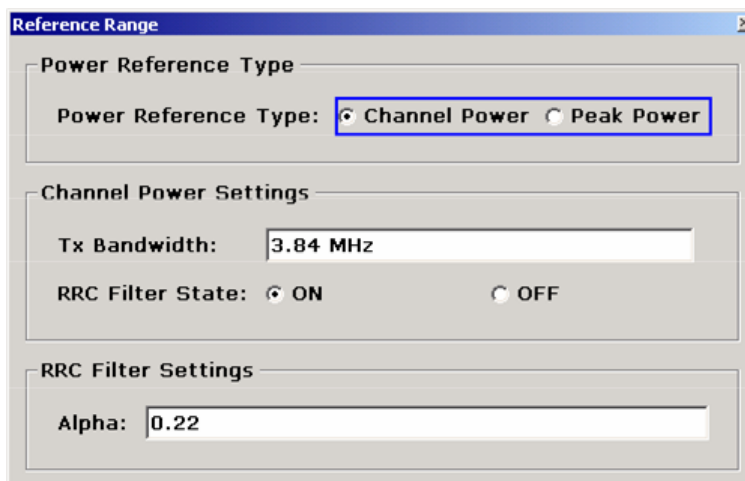 Reference Range
Power Reference Type
Power Reference Type: Channel Power Peak Power
Channel Power Settings
Tx Bandwidth: 3.84 MHz
RRC Filter State: ON OFF
RRC Filter Settings
Alpha: 0.22